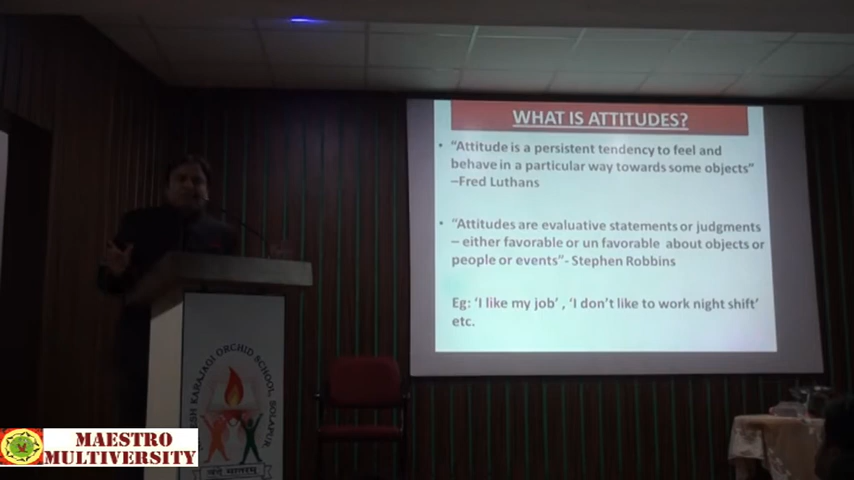 WHAT IS ATTITUDES?
• “Attitude is a persistent tendency to feel and
behave in a particular way towards some objects”
–Fred Luthans
• “Attitudes are evaluative statements or judgments
– either favorable or un favorable about objects or
people or events”- Stephen Robbins
Eg: ‘I like my job’ , ‘I don’t like to work night shift’
etc.
KARAJAGI ORCHID SCHOOL, SOLAPUR.
वंदे मातरम्
MAESTRO
MULTIVERSITY